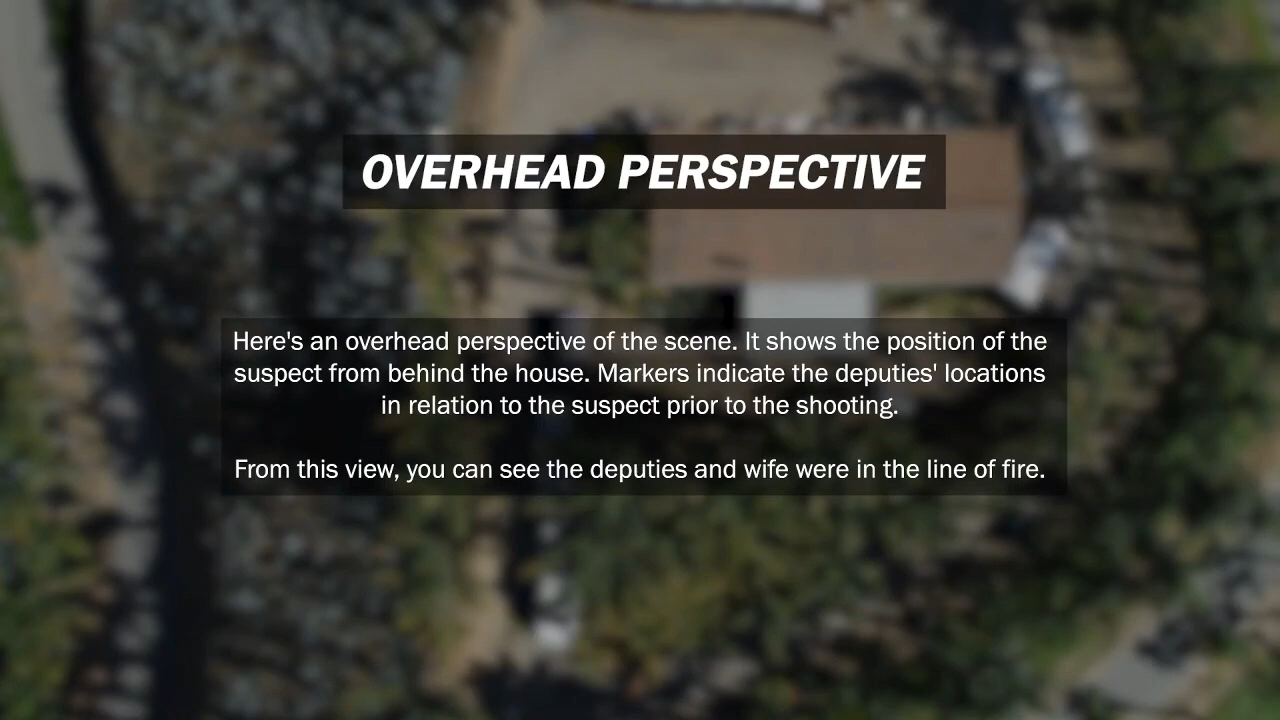 OVERHEAD PERSPECTIVE
Here's an overhead perspective of the scene. It shows the position of the
suspect from behind the house. Markers indicate the deputies' locations
in relation to the suspect prior to the shooting.
From this view, you can see the deputies and wife were in the line of fire.